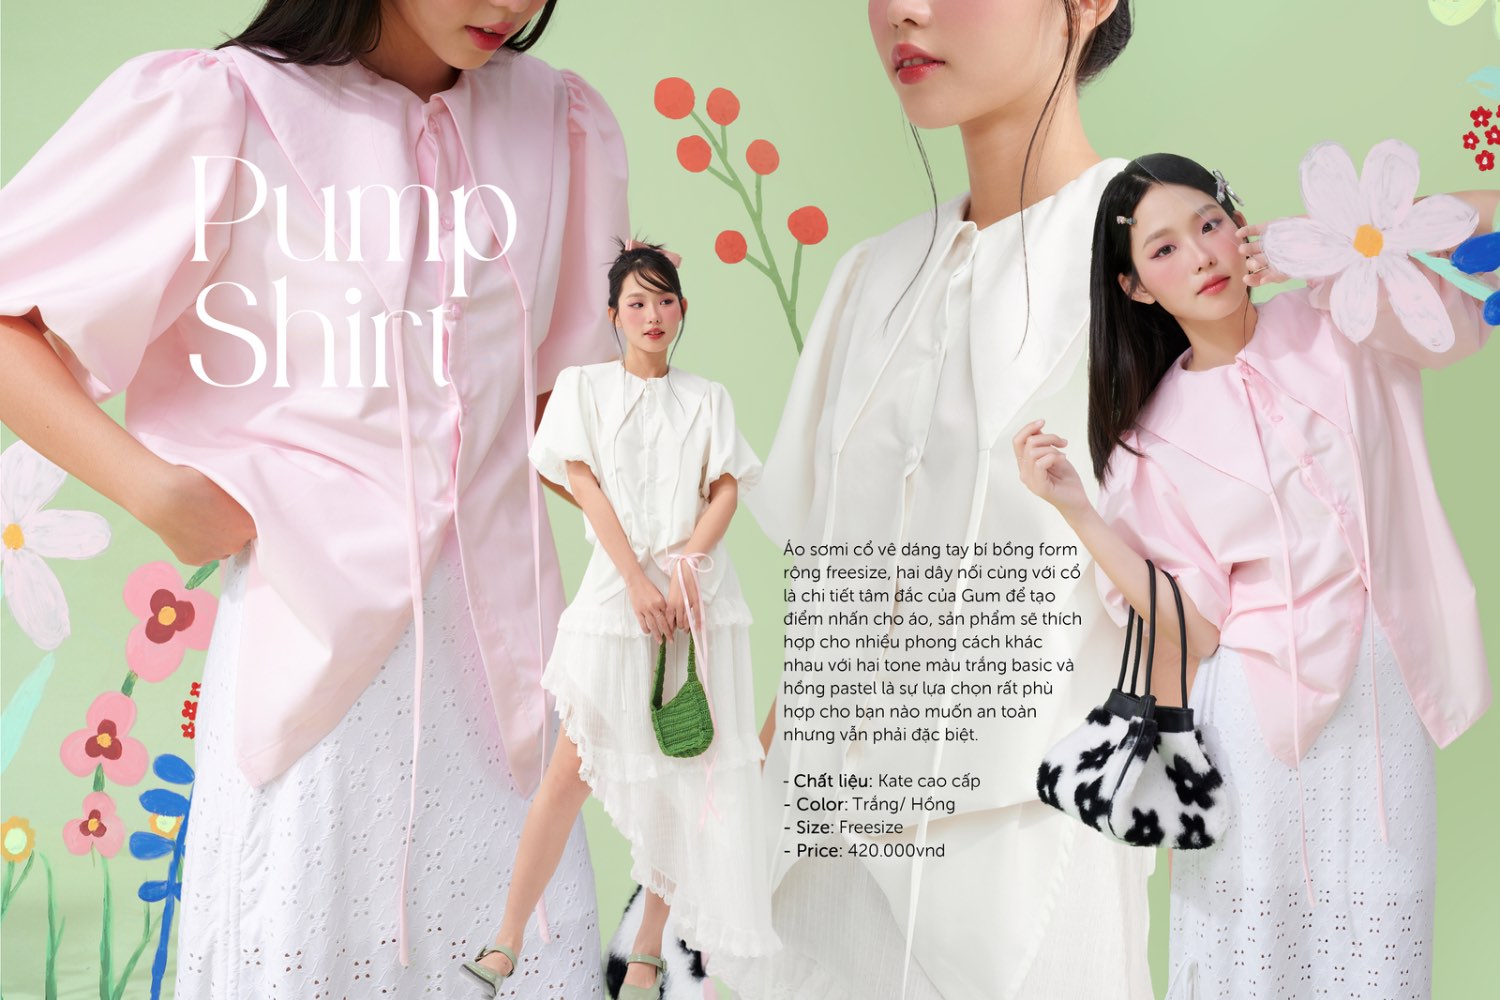 Pump
Shirt
Áo sơmi cổ vê dáng tay bí bồng form
rộng freesize, hai dây nối cùng với cổ
là chi tiết tâm đắc của Gum để tạo
điểm nhấn cho áo, sản phẩm sẽ thích
hợp cho nhiều phong cách khác
nhau với hai tone màu trắng basic và
hồng pastel là sự lựa chọn rất phù
hợp cho bạn nào muốn an toàn
nhưng vẫn phải đặc biệt.
- Chất liệu: Kate cao cấp
- Color: Trắng/ Hồng
- Size: Freesize
- Price: 420.000vnd